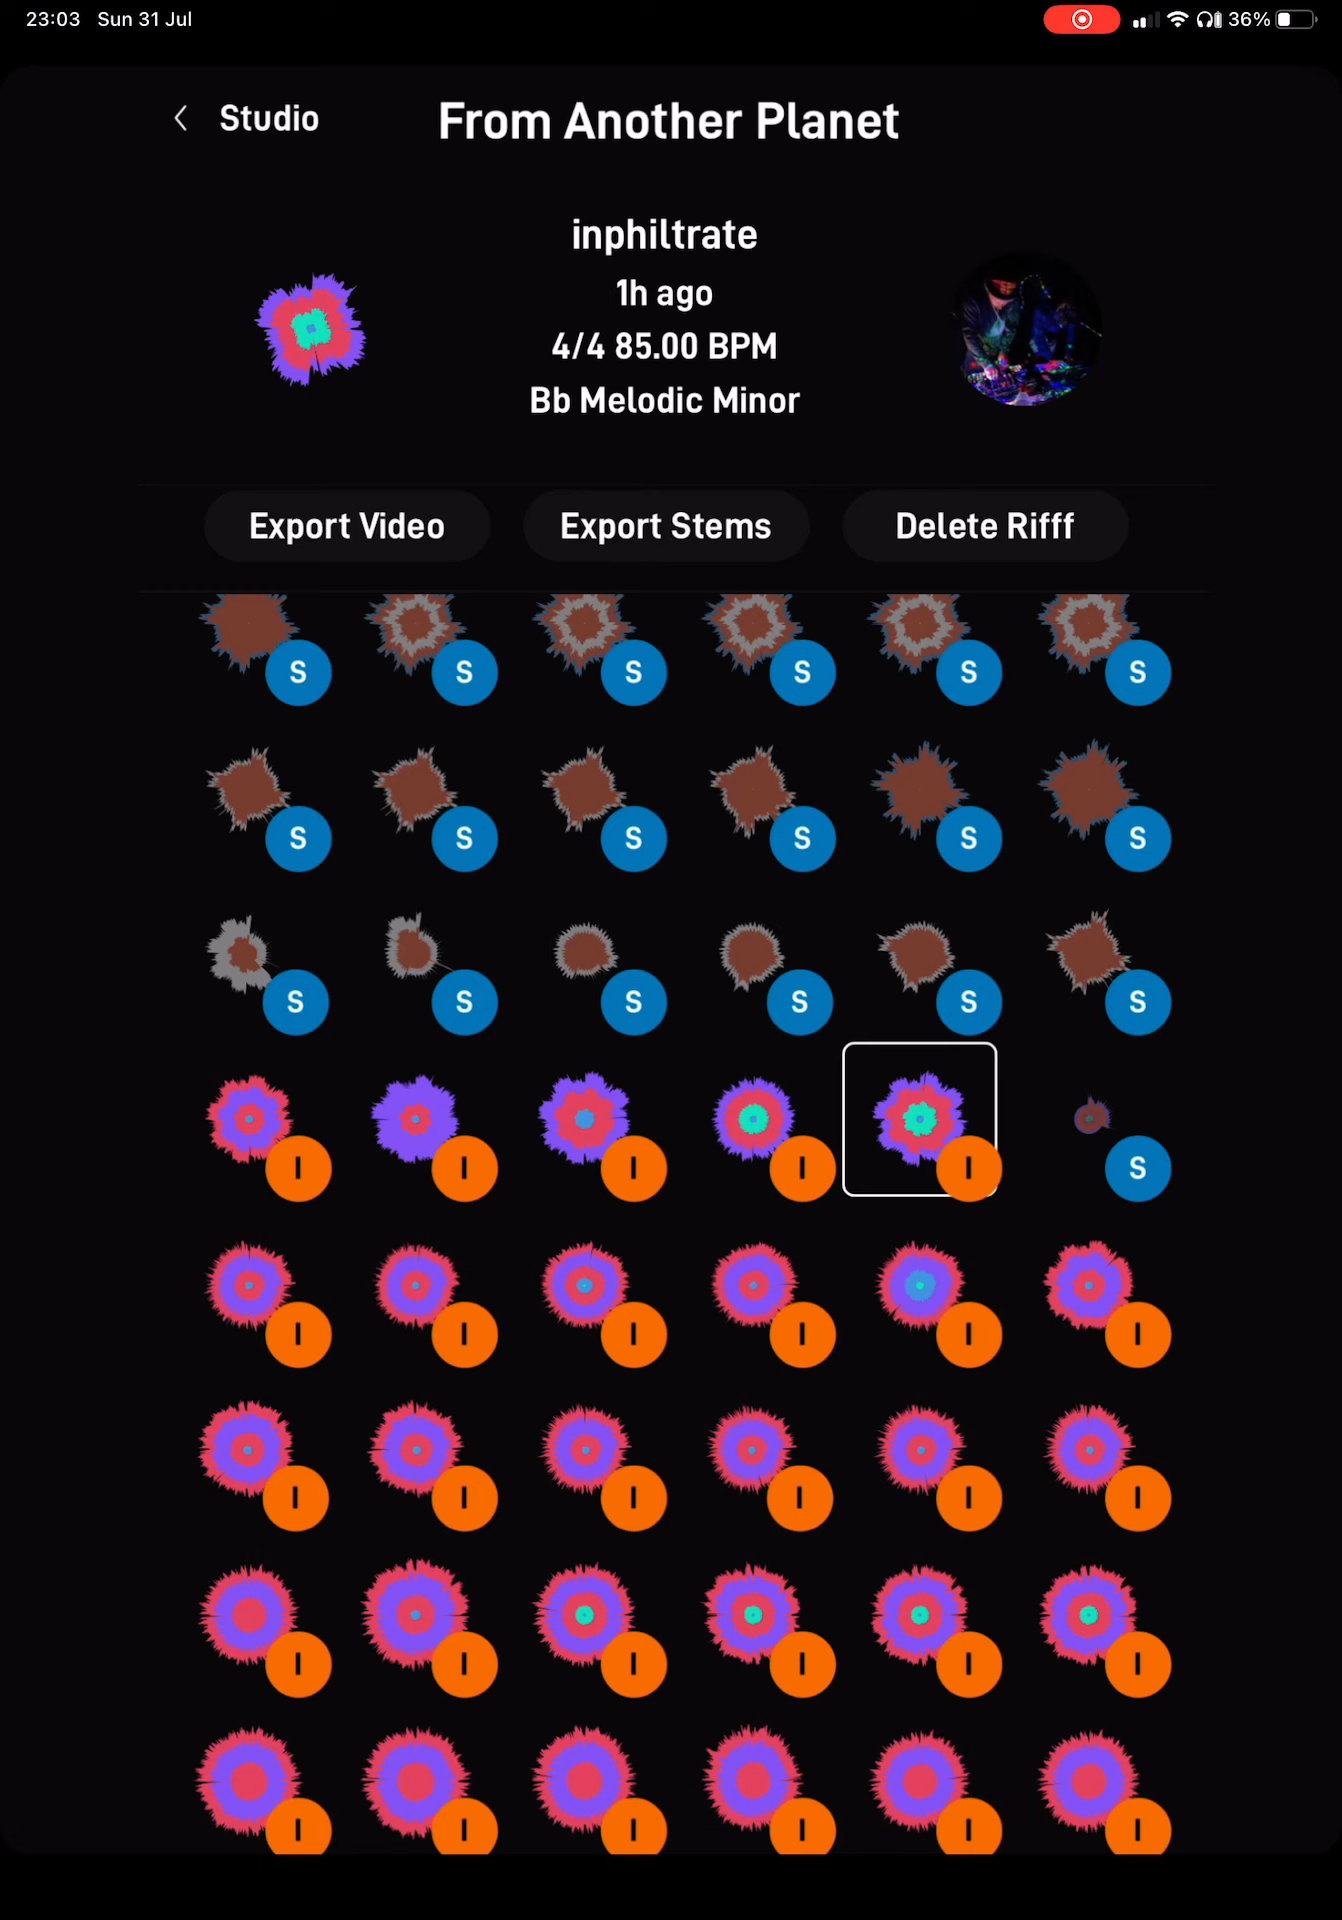 23:03 Sun 31 Jul 36%
Studio From Another Planet
inphiltrate
1h ago
4/4 85.00 BPM
Bb Melodic Minor
Export Video Export Stems Delete Rifff
S S S S S S
S S S S S S
S S S S S S
I I I I I S
I I I I I I
I I I I I I
I I I I I I
I I I I I I